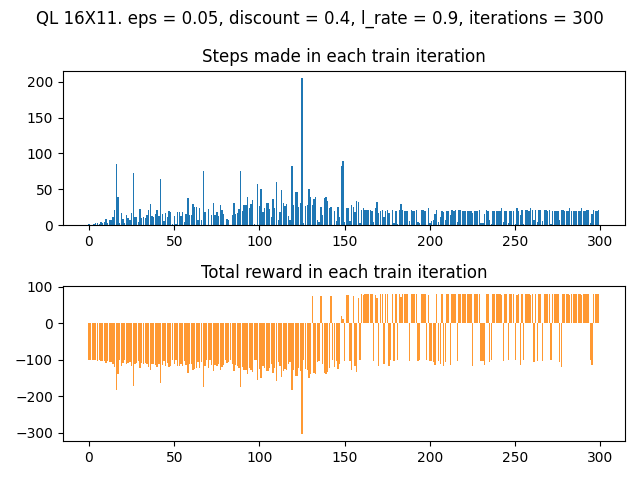 QL 16X11. eps = 0.05, discount = 0.4, l_rate = 0.9, iterations = 300
Steps made in each train iteration
200
150
100
50
0
0 50 100 150 200 250 300
Total reward in each train iteration
100
0
−100
−200
−300
0 50 100 150 200 250 300